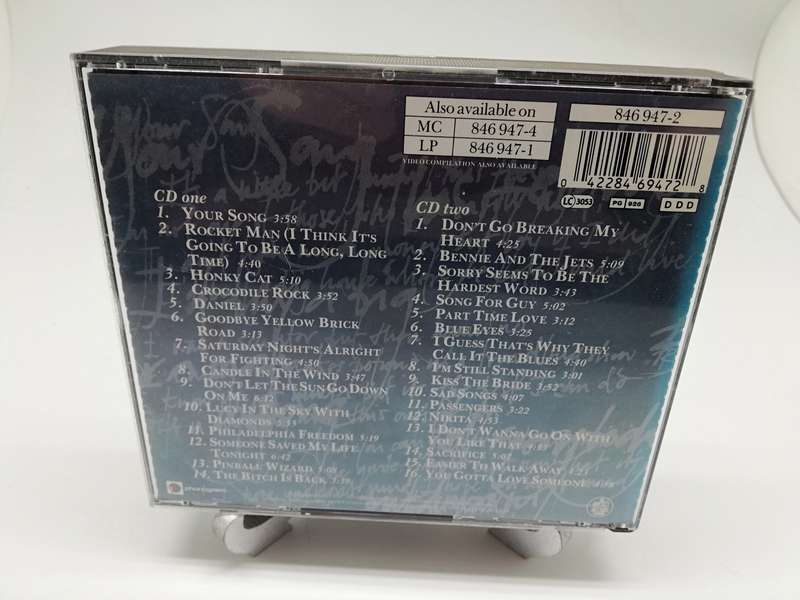 Also available on
MC 846 947-4
LP 846 947-1
VIDEO COMPILATION ALSO AVAILABLE
846 947-2
0 42284 69472 8
LC 3053
PG 926
D D D
CD one
1. YOUR SONG 3:58
2. ROCKET MAN (I THINK IT'S
GOING TO BE A LONG, LONG
TIME) 4:40
3. HONKY CAT 5:10
4. CROCODILE ROCK 3:52
5. DANIEL 3:50
6. GOODBYE YELLOW BRICK
ROAD 3:13
7. SATURDAY NIGHT'S ALRIGHT
FOR FIGHTING 4:50
8. CANDLE IN THE WIND 3:47
9. DON'T LET THE SUN GO DOWN
ON ME 6:12
10. LUCY IN THE SKY WITH
DIAMONDS
11. PHILADELPHIA FREEDOM 5:19
12. SOMEONE SAVED MY LIFE
TONIGHT 6:42
13. PINBALL WIZARD
14. THE BITCH IS BACK
CD two
1. DON'T GO BREAKING MY
HEART 4:25
2. BENNIE AND THE JETS 5:09
3. SORRY SEEMS TO BE THE
HARDEST WORD 3:43
4. SONG FOR GUY 5:02
5. PART TIME LOVE 3:12
6. BLUE EYES 3:25
7. I GUESS THAT'S WHY THEY
CALL IT THE BLUES 4:40
8. I'M STILL STANDING 3:01
9. KISS THE BRIDE 3:52
10. SAD SONGS 4:07
11. PASSENGERS 3:22
12. NIKITA 4:53
13. I DON'T WANNA GO ON WITH
YOU LIKE THAT
14. SACRIFICE 5:02
15. EASIER TO WALK AWAY
16. YOU GOTTA LOVE SOMEONE
phonogram